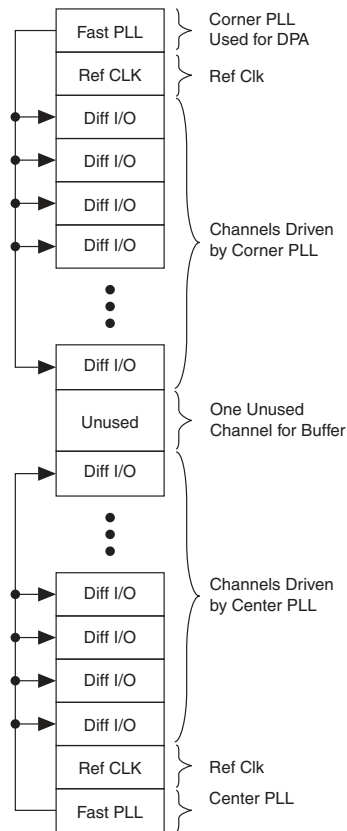 Fast PLL
Corner PLL
Used for DPA
Ref CLK
Ref Clk
Diff I/O
Diff I/O
Diff I/O
Diff I/O
Channels Driven
by Corner PLL
Diff I/O
Unused
One Unused
Channel for Buffer
Diff I/O
Diff I/O
Channels Driven
by Center PLL
Diff I/O
Diff I/O
Diff I/O
Ref CLK
Ref Clk
Fast PLL
Center PLL